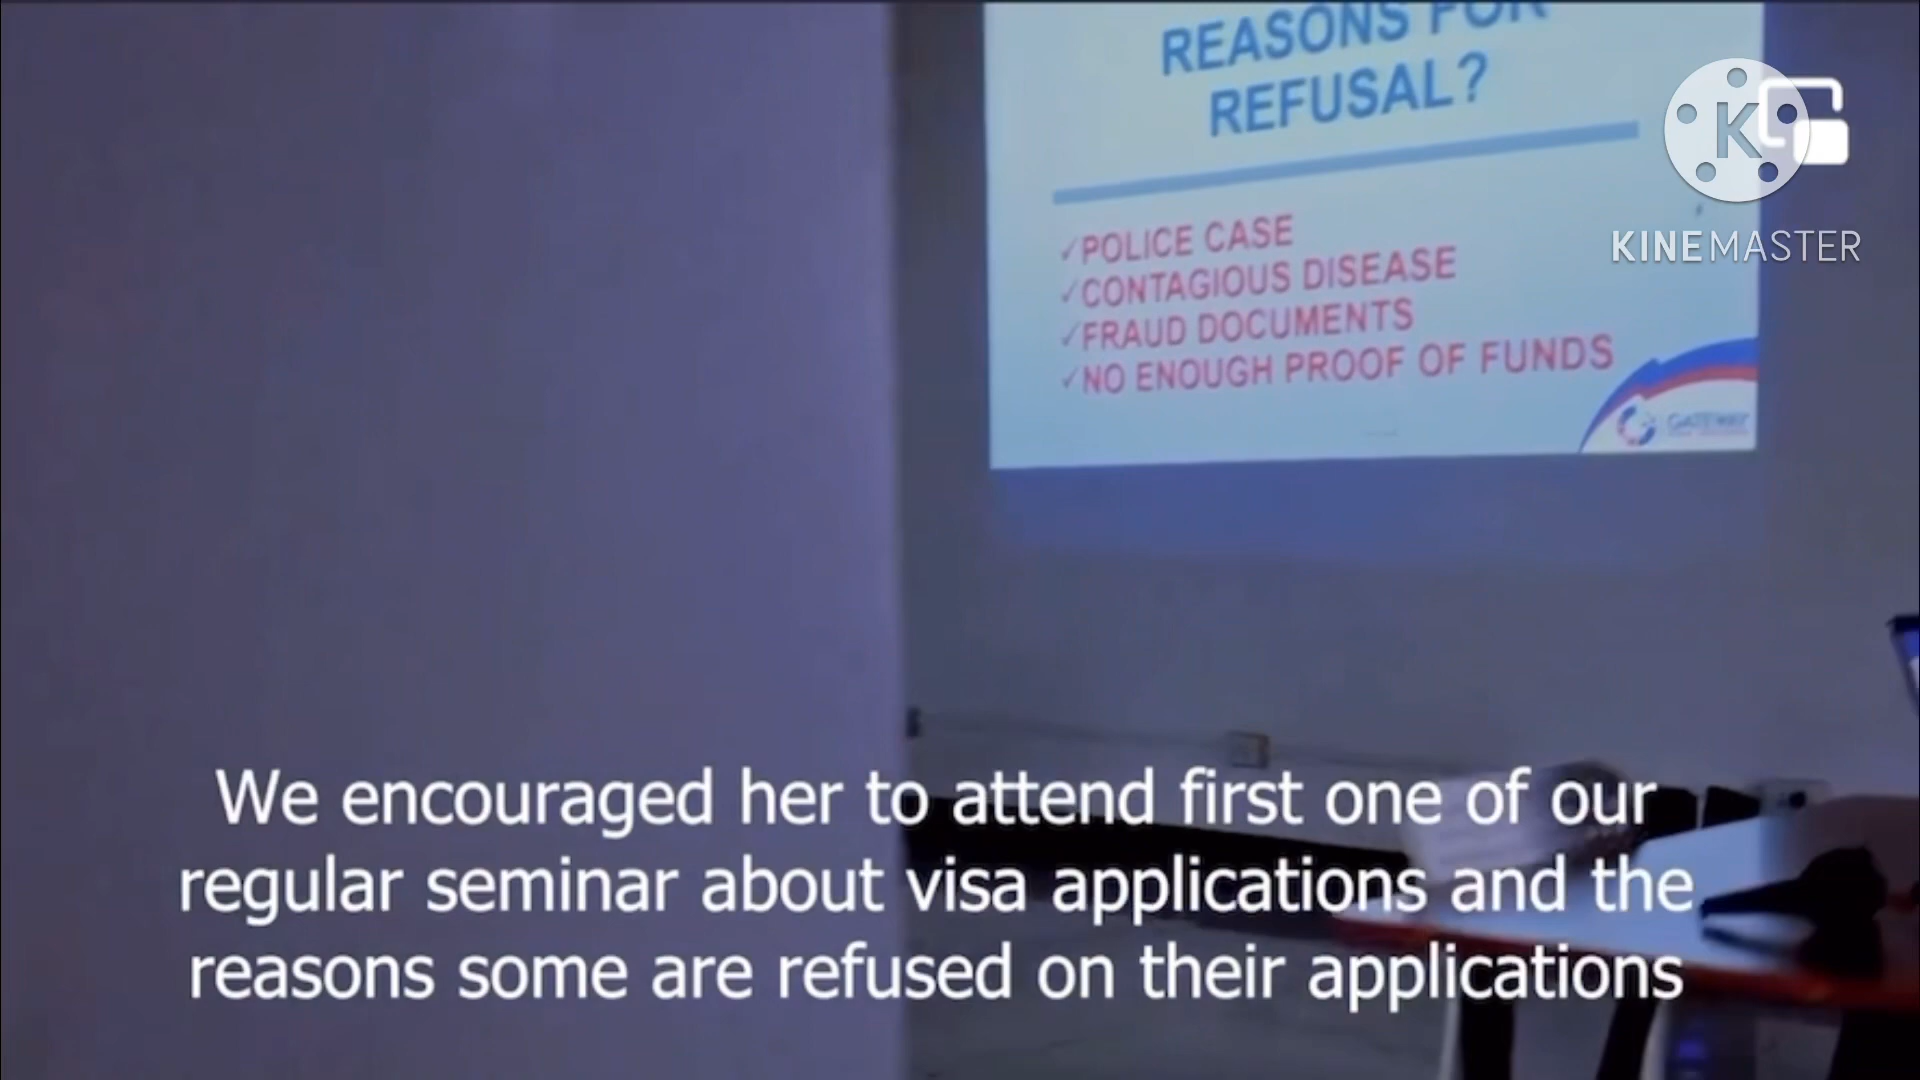 REASONS FOR
REFUSAL?
✓POLICE CASE
✓CONTAGIOUS DISEASE
✓FRAUD DOCUMENTS
✓NO ENOUGH PROOF OF FUNDS
GATEWAY
K
KINEMASTER
We encouraged her to attend first one of our
regular seminar about visa applications and the
reasons some are refused on their applications